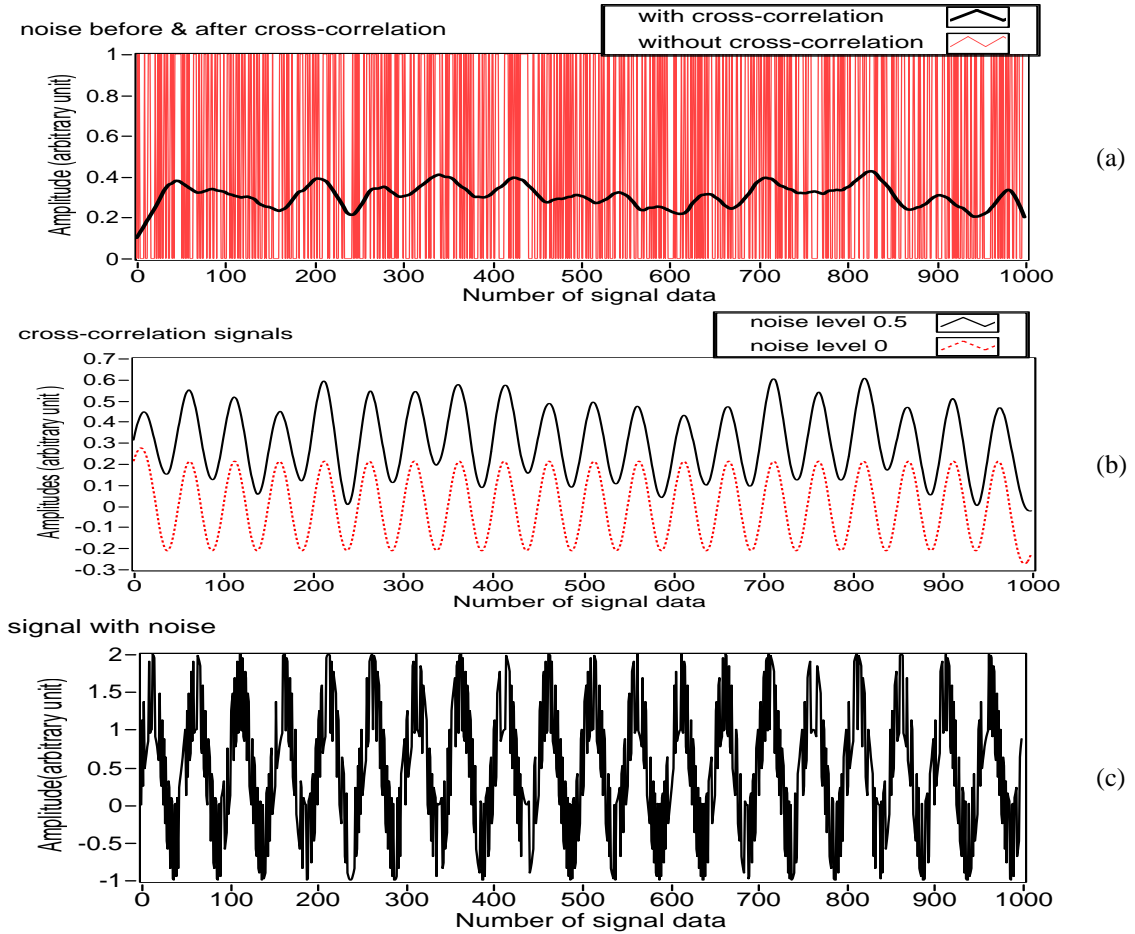 noise before & after cross-correlation
with cross-correlation
without cross-correlation
Amplitude (arbitrary unit)
1
0.8
0.6
0.4
0.2
0
0 100 200 300 400 500 600 700 800 900 1000
Number of signal data
(a)
cross-correlation signals
noise level 0.5
noise level 0
Amplitudes (arbitrary unit )
0.7
0.6
0.5
0.4
0.3
0.2
0.1
0
-0.1
-0.2
-0.3
0 100 200 300 400 500 600 700 800 900 1000
Number of signal data
(b)
signal with noise
Amplitude(arbitrary unit)
2
1.5
1
0.5
0
-0.5
-1
0 100 200 300 400 500 600 700 800 900 1000
Number of signal data
(c)